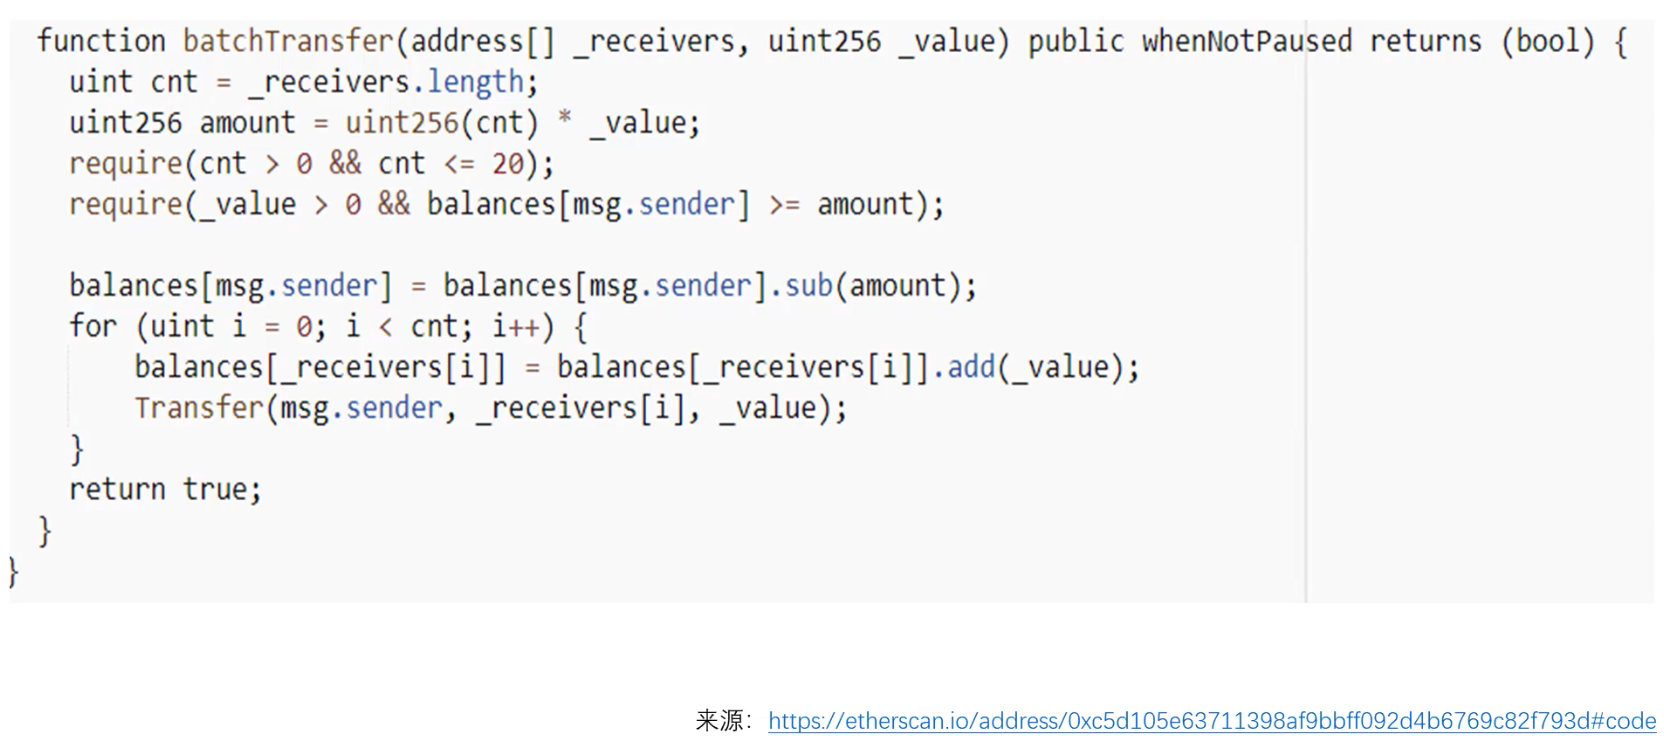 function batchTransfer(address[] _receivers, uint256 _value) public whenNotPaused returns (bool) {
uint cnt = _receivers.length;
uint256 amount = uint256(cnt) * _value;
require(cnt > 0 && cnt <= 20);
require(_value > 0 && balances[msg.sender] >= amount);
balances[msg.sender] = balances[msg.sender].sub(amount);
for (uint i = 0; i < cnt; i++) {
balances[_receivers[i]] = balances[_receivers[i]].add(_value);
Transfer(msg.sender, _receivers[i], _value);
}
return true;
}
}
来源：https://etherscan.io/address/0xc5d105e63711398af9bbff092d4b6769c82f793d#code